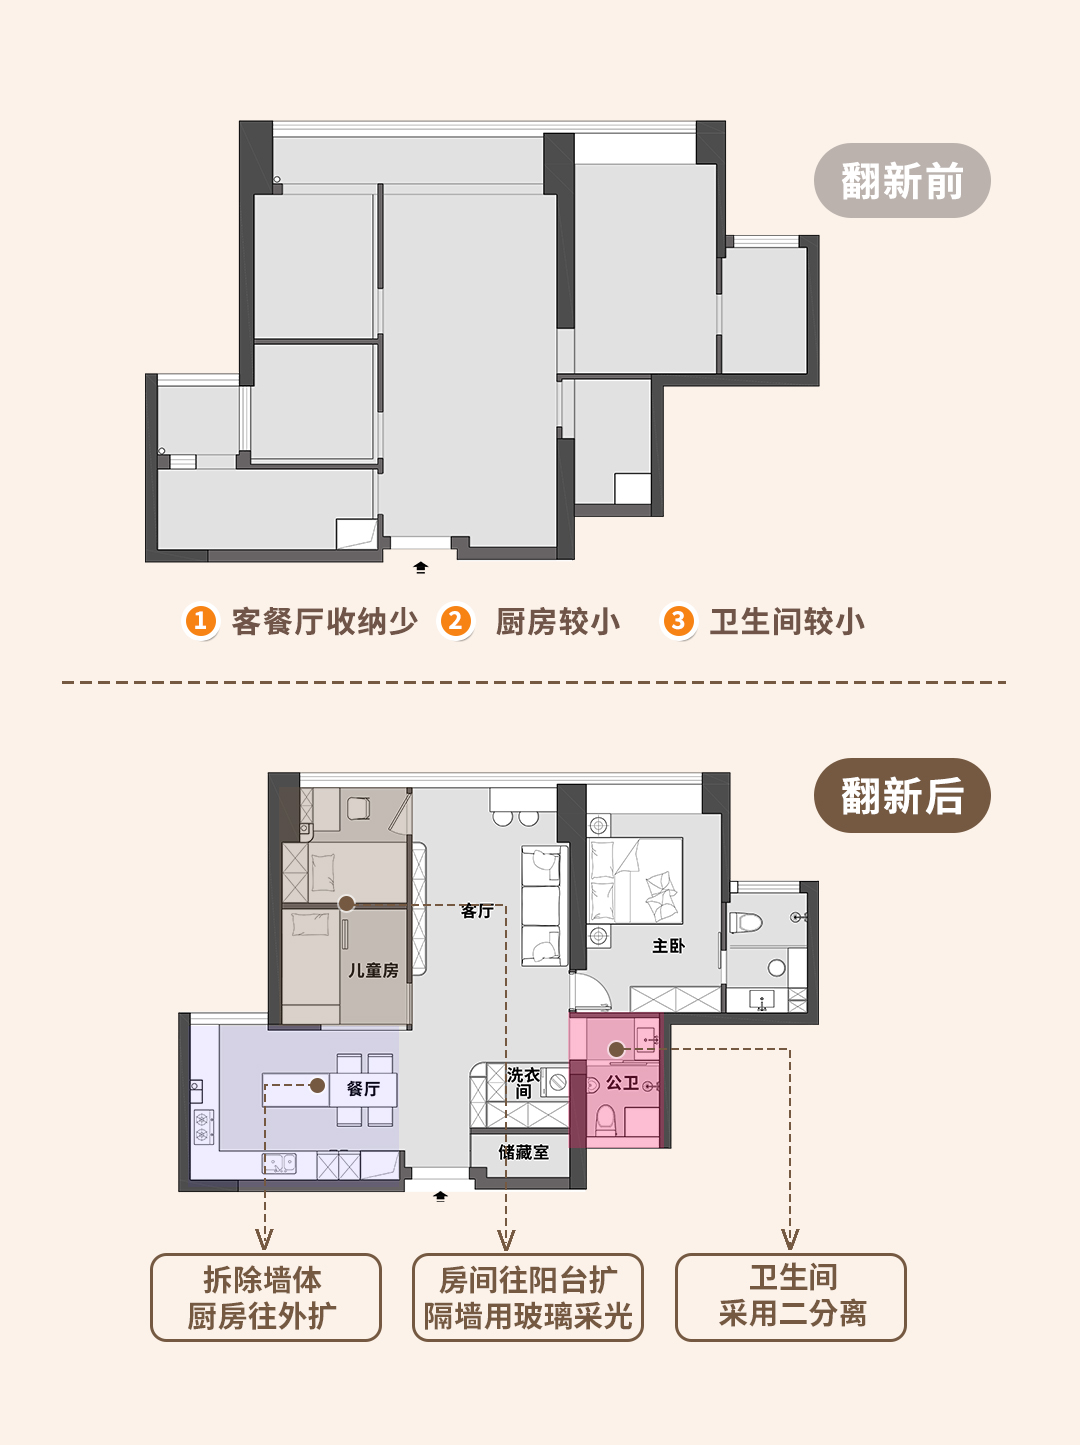 翻新前
1 客餐厅收纳少 2 厨房较小 3 卫生间较小
翻新后
客厅
主卧
儿童房
洗衣
间
公卫
餐厅
储藏室
拆除墙体
厨房往外扩
房间往阳台扩
隔墙用玻璃采光
卫生间
采用二分离